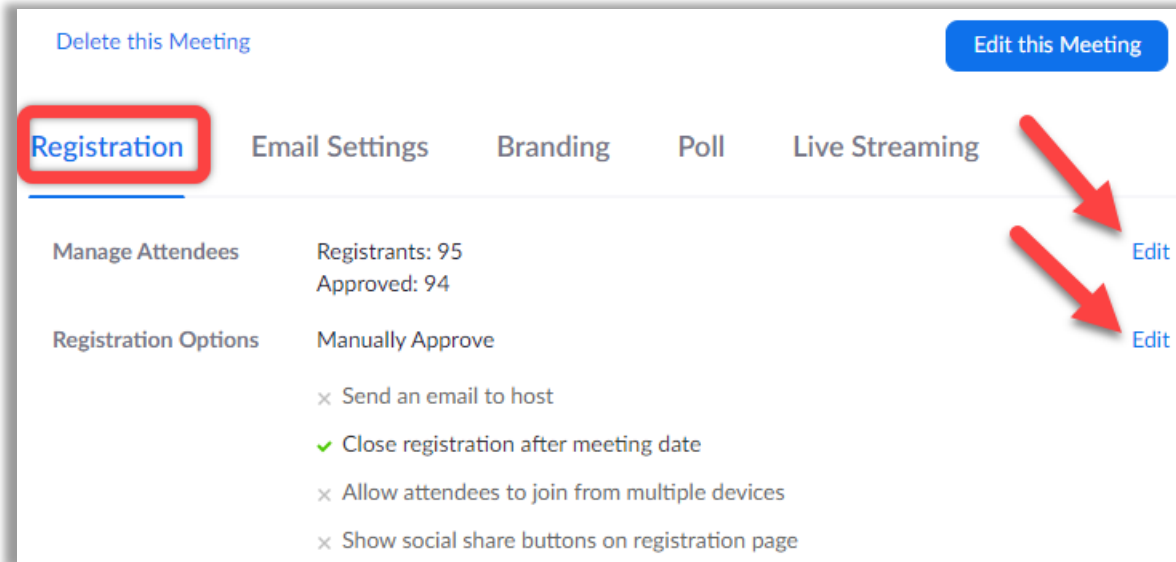 Delete this Meeting
Edit this Meeting
Registration Email Settings Branding Poll Live Streaming
Manage Attendees Registrants: 95 Edit
Approved: 94
Registration Options Manually Approve Edit
Send an email to host
Close registration after meeting date
Allow attendees to join from multiple devices
Show social share buttons on registration page